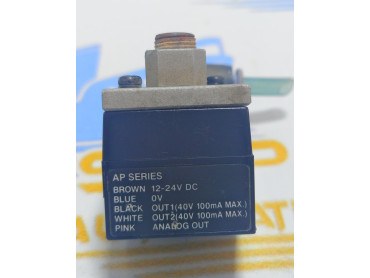 AP SERIES
BROWN 12-24V DC
BLUE 0V
BLACK OUT1(40V 100mA MAX.)
WHITE OUT2(40V 100mA MAX.)
PINK ANALOG OUT